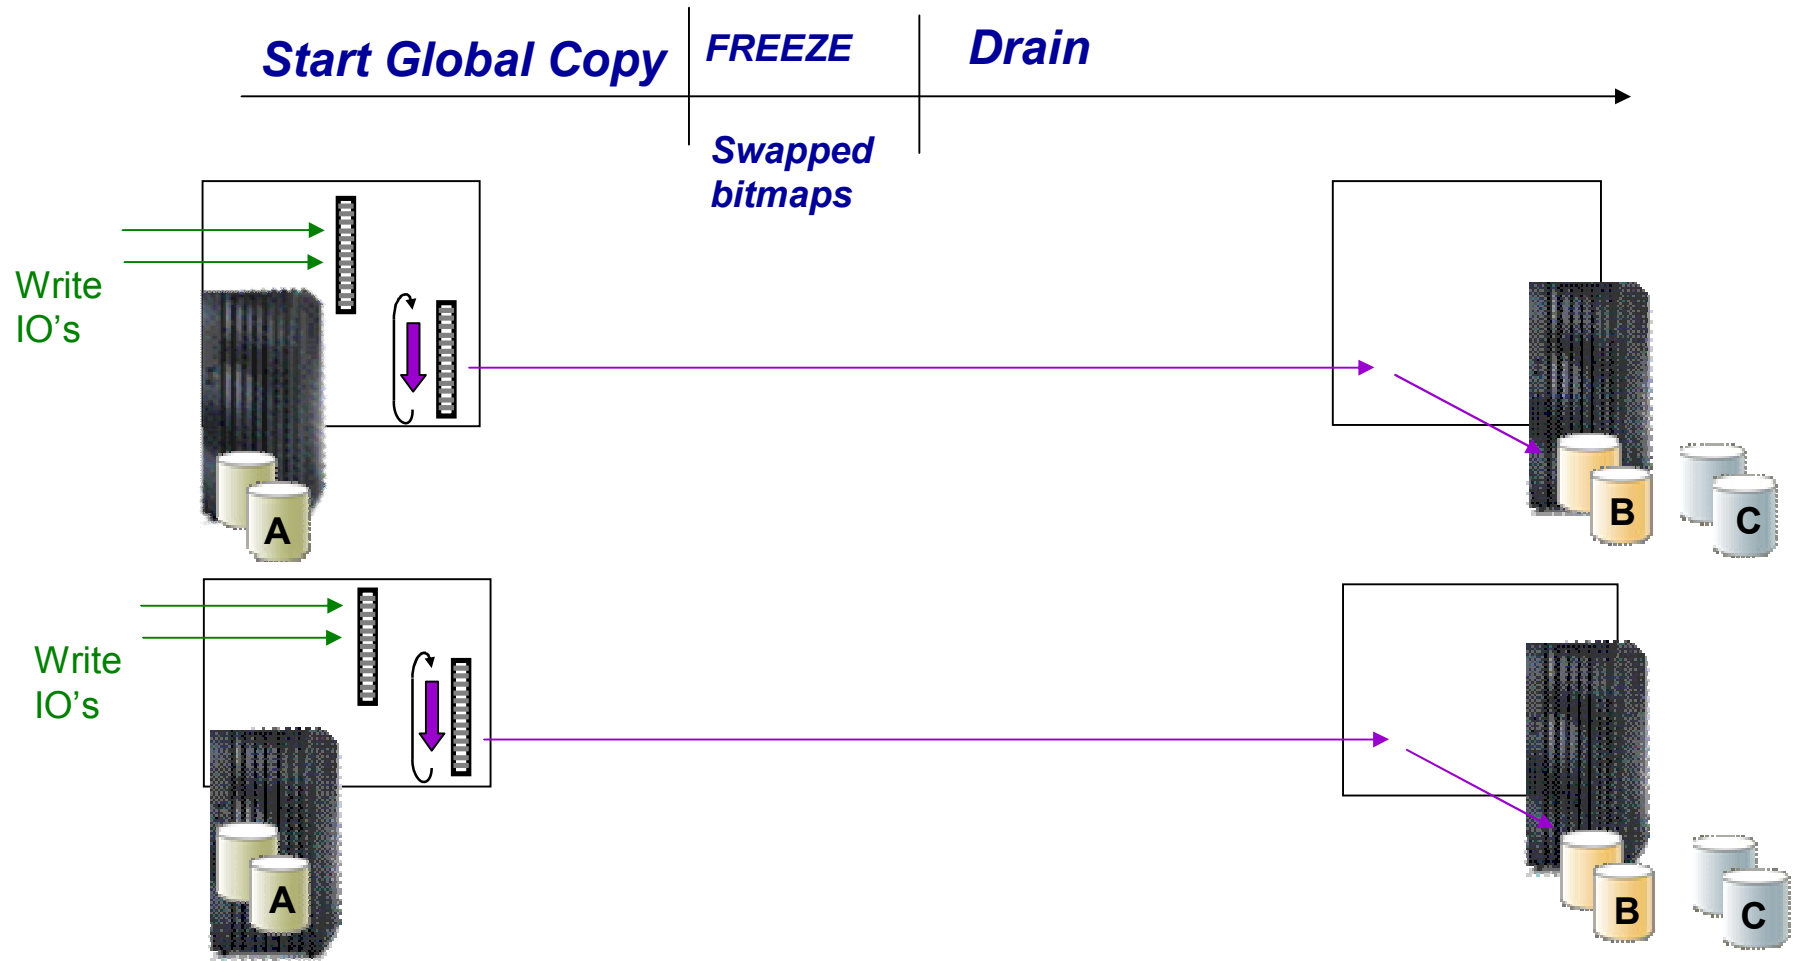 Start Global Copy
FREEZE
Drain
Swapped
bitmaps
Write
IO's
A
B
C
Write
IO's
A
B
C